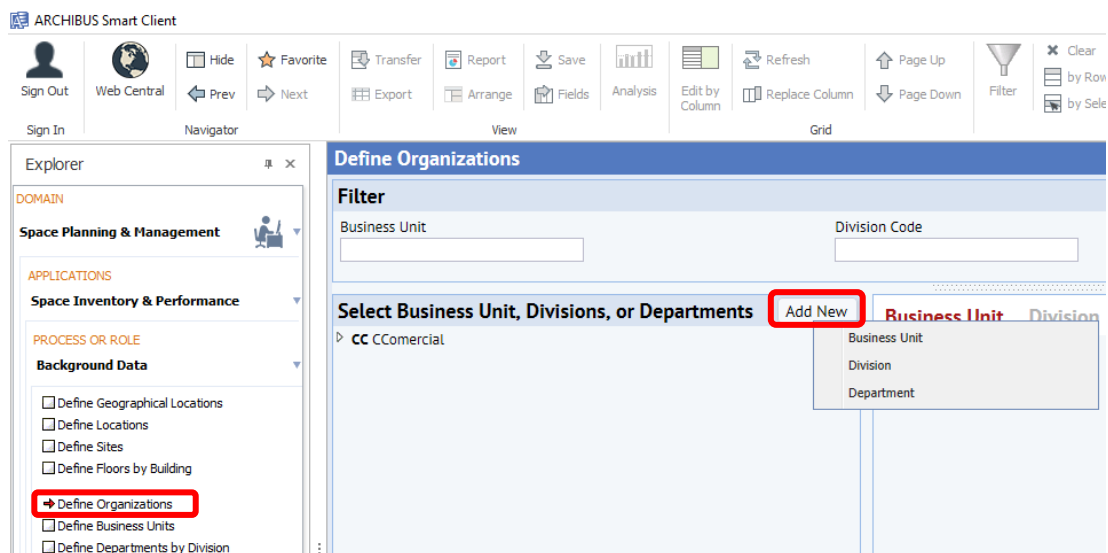 ARCHIBUS Smart Client
Sign Out
Web Central
Hide
Favorite
Prev
Next
Transfer
Report
Save
Export
Arrange
Fields
Analysis
Edit by
Column
Refresh
Replace Column
Page Up
Page Down
Filter
Clear
by Row
by Sele
Sign In
Navigator
View
Grid
Explorer
DOMAIN
Space Planning & Management
APPLICATIONS
Space Inventory & Performance
PROCESS OR ROLE
Background Data
Define Geographical Locations
Define Locations
Define Sites
Define Floors by Building
Define Organizations
Define Business Units
Define Departments by Division
Define Organizations
Filter
Business Unit
Division Code
Select Business Unit, Divisions, or Departments
Add New
Business Unit
Division
CC CComercial
Business Unit
Division
Department